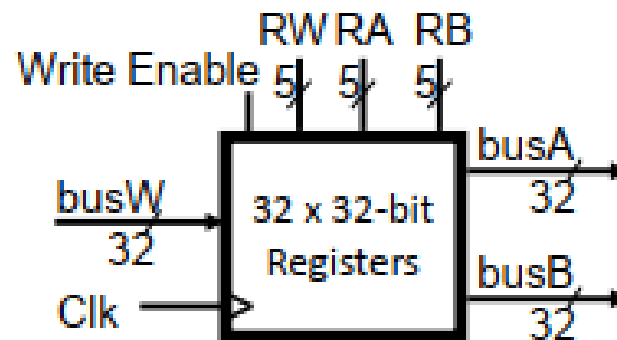 RW RA RB
Write Enable 5 5 5
busA
busW 32 x 32-bit 32
32 Registers
busB
Clk 32